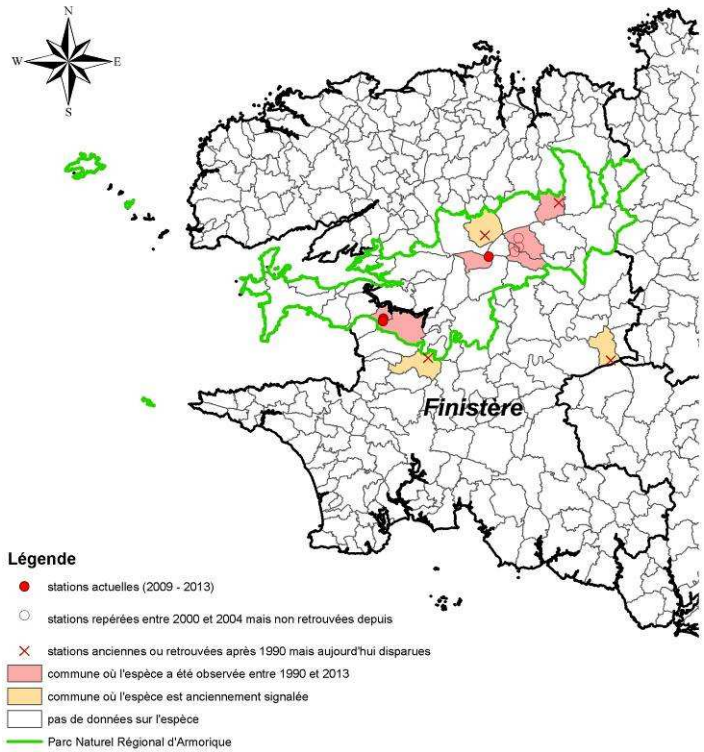 N
W E
S
Finistère
Légende
stations actuelles (2009 - 2013)
stations repérées entre 2000 et 2004 mais non retrouvées depuis
stations anciennes ou retrouvées après 1990 mais aujourd'hui disparues
commune où l'espèce a été observée entre 1990 et 2013
commune où l'espèce est anciennement signalée
pas de données sur l'espèce
Parc Naturel Régional d'Armorique